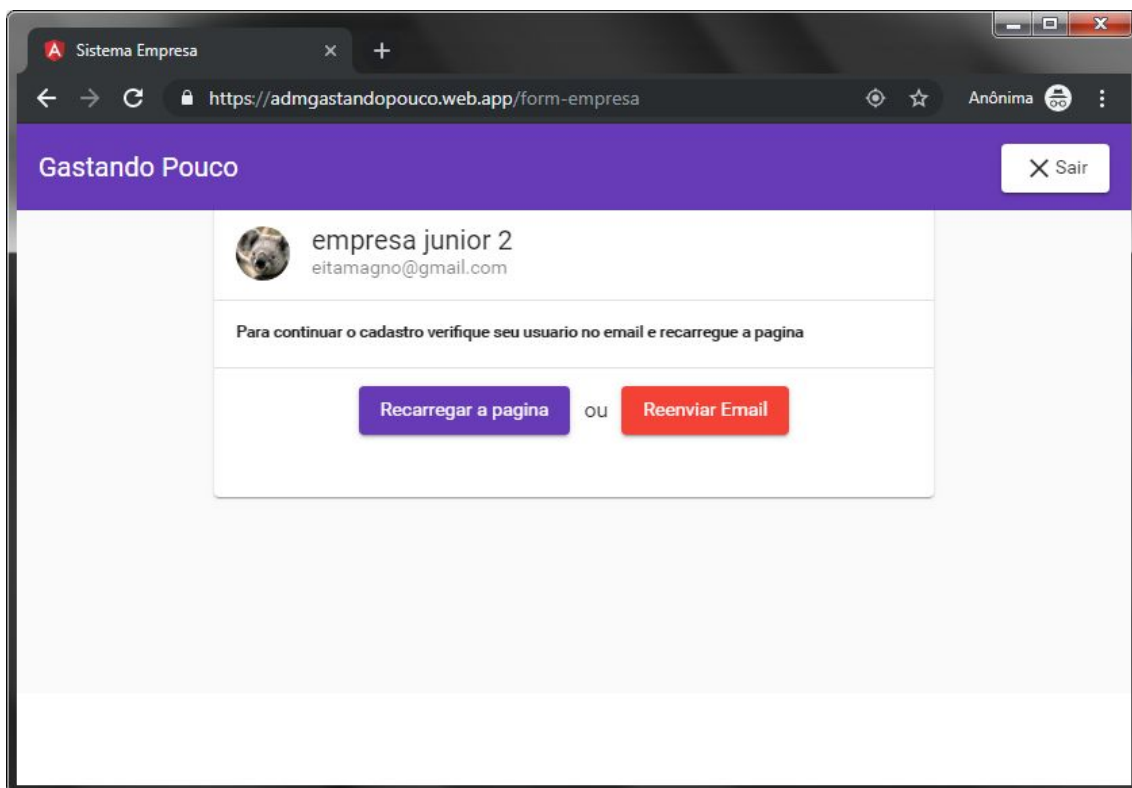 Sistema Empresa
https://admgastandopouco.web.app/form-empresa
Anônima
Gastando Pouco
Sair
empresa junior 2
eitamagno@gmail.com
Para continuar o cadastro verifique seu usuario no email e recarregue a pagina
Recarregar a pagina ou Reenviar Email